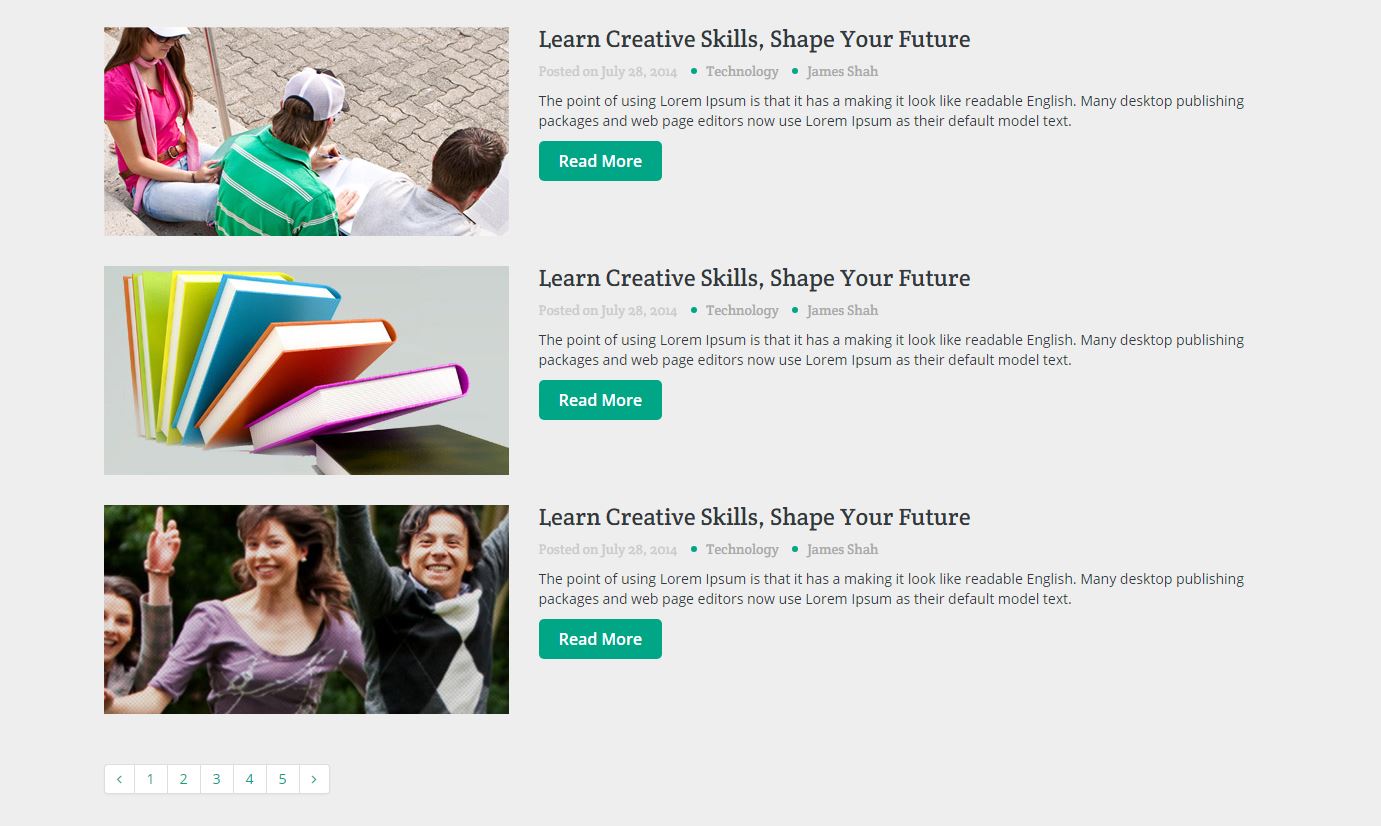 Learn Creative Skills, Shape Your Future
Posted on July 28, 2014 • Technology • James Shah
The point of using Lorem Ipsum is that it has a making it look like readable English. Many desktop publishing
packages and web page editors now use Lorem Ipsum as their default model text.
Read More
Learn Creative Skills, Shape Your Future
Posted on July 28, 2014 • Technology • James Shah
The point of using Lorem Ipsum is that it has a making it look like readable English. Many desktop publishing
packages and web page editors now use Lorem Ipsum as their default model text.
Read More
Learn Creative Skills, Shape Your Future
Posted on July 28, 2014 • Technology • James Shah
The point of using Lorem Ipsum is that it has a making it look like readable English. Many desktop publishing
packages and web page editors now use Lorem Ipsum as their default model text.
Read More
‹ 1 2 3 4 5 ›